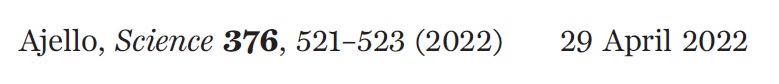 Ajello, Science 376, 521–523 (2022) 29 April 2022